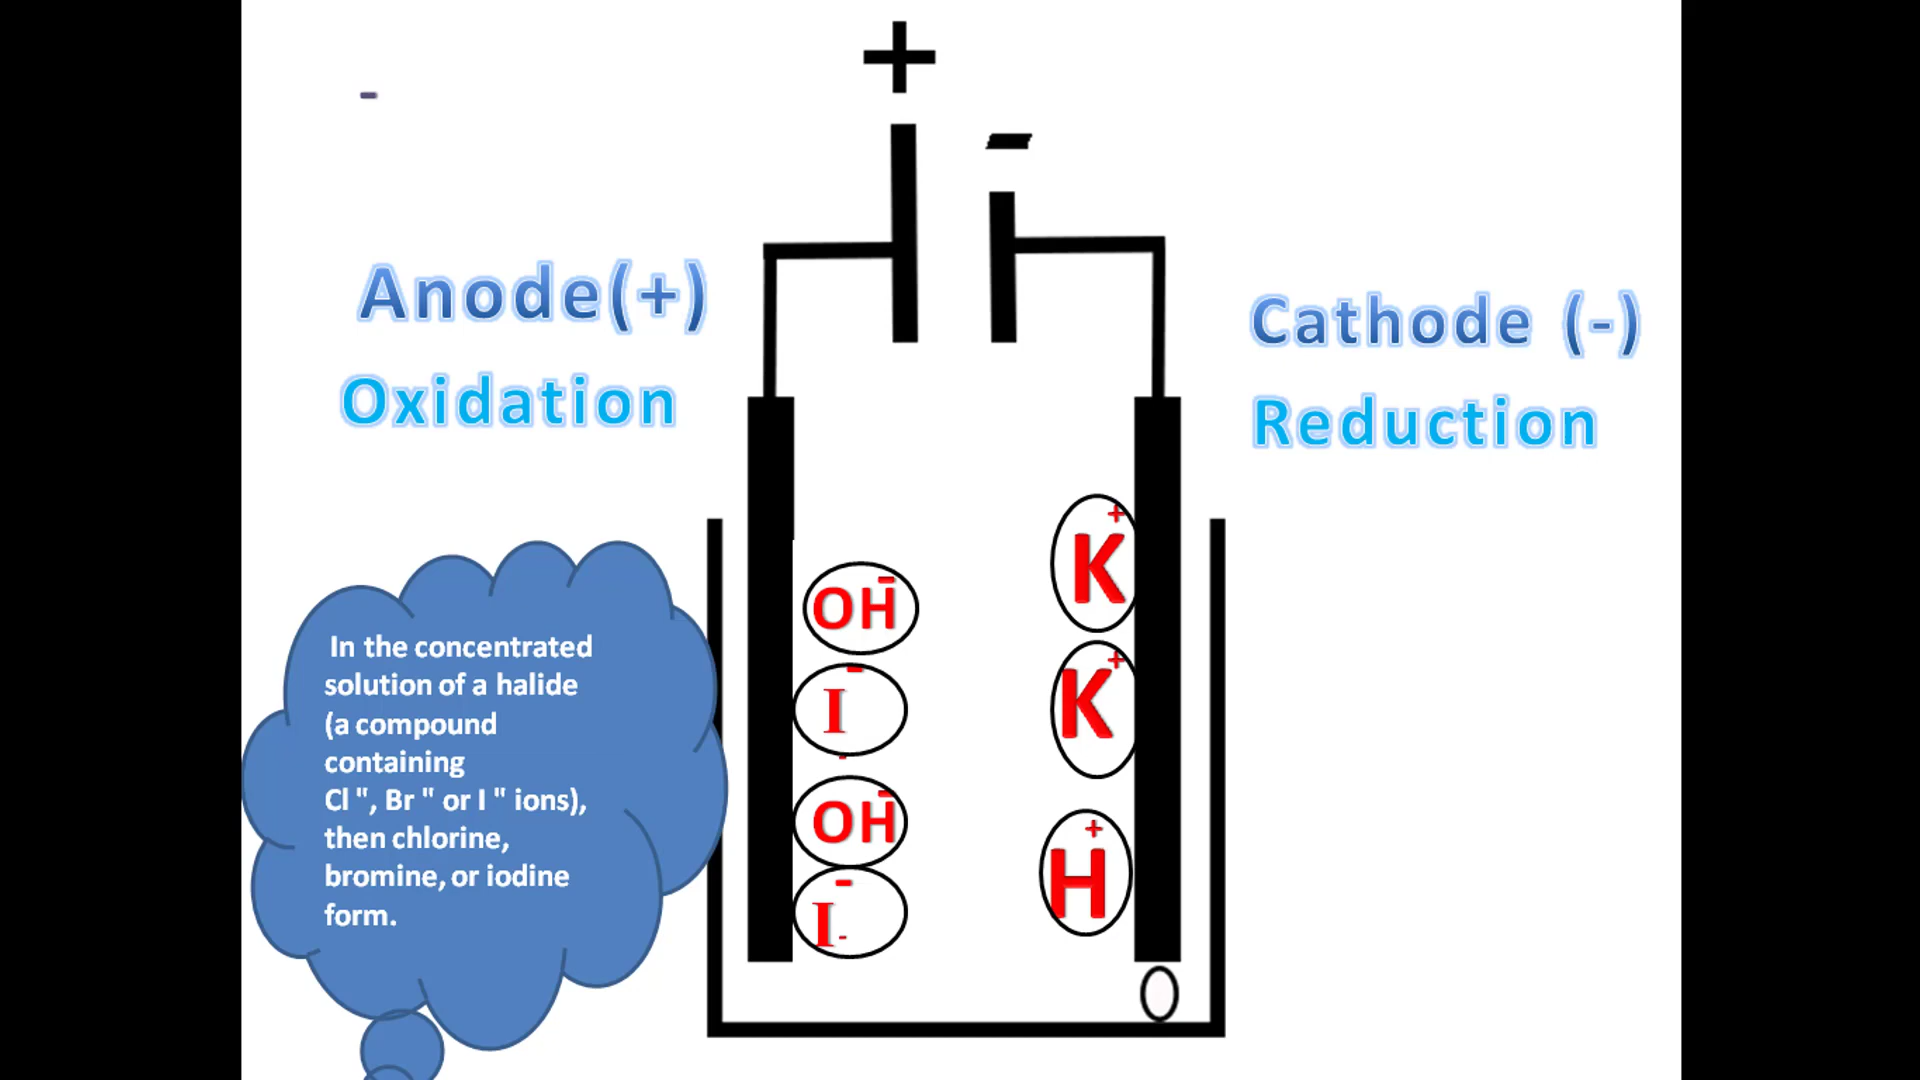 -
+
-
Anode(+)
Oxidation
Cathode (-)
Reduction
In the concentrated
solution of a halide
(a compound
containing
Cl ", Br " or I " ions),
then chlorine,
bromine, or iodine
form.
OH-
I-
OH-
I-
K+
K+
H+